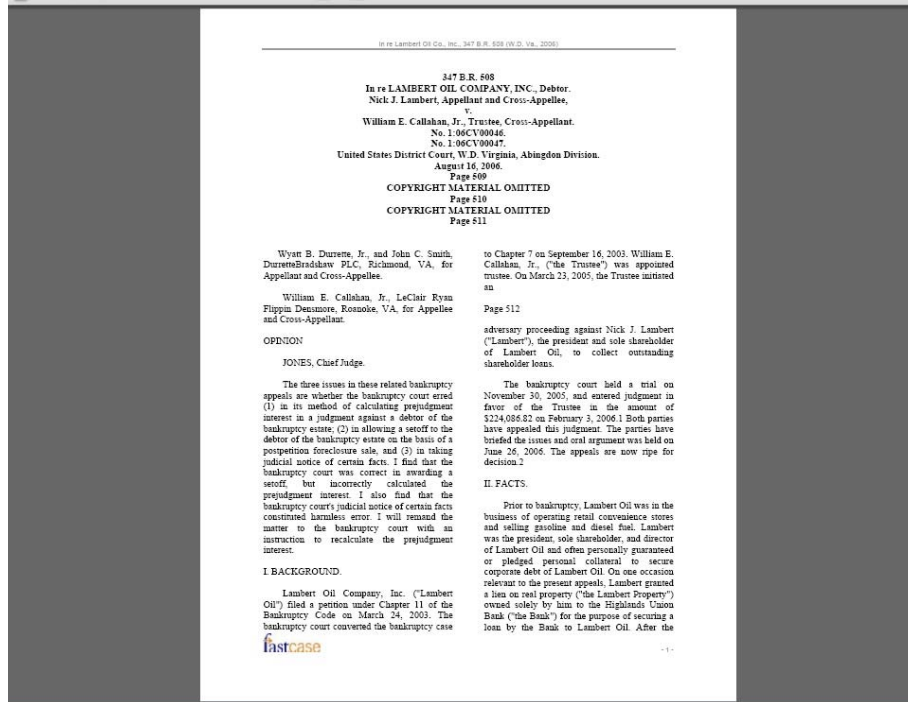 In re Lambert Oil Co., Inc., 347 B.R. 508 (W.D. Va., 2006)
347 B.R. 508
In re LAMBERT OIL COMPANY, INC., Debtor.
Nick J. Lambert, Appellant and Cross-Appellee,
v.
William E. Callahan, Jr., Trustee, Cross-Appellant.
No. 1:06CV00046.
No. 1:06CV00047.
United States District Court, W.D. Virginia, Abingdon Division.
August 16, 2006.
Page 509
COPYRIGHT MATERIAL OMITTED
Page 510
COPYRIGHT MATERIAL OMITTED
Page 511
Wyatt B. Durrette, Jr., and John C. Smith,
DurretteBradshaw PLC, Richmond, VA, for
Appellant and Cross-Appellee.
William E. Callahan, Jr., LeClair Ryan
Flippin Densmore, Roanoke, VA, for Appellee
and Cross-Appellant.
OPINION
JONES, Chief Judge.
The three issues in these related bankruptcy
appeals are whether the bankruptcy court erred
(1) in its method of calculating prejudgment
interest in a judgment against a debtor of the
bankruptcy estate; (2) in allowing a setoff to the
debtor of the bankruptcy estate on the basis of a
postpetition foreclosure sale, and (3) in taking
judicial notice of certain facts. I find that the
bankruptcy court was correct in awarding a
setoff, but incorrectly calculated the
prejudgment interest. I also find that the
bankruptcy court's judicial notice of certain facts
constituted harmless error. I will remand the
matter to the bankruptcy court with an
instruction to recalculate the prejudgment
interest.
I. BACKGROUND.
Lambert Oil Company, Inc. ("Lambert
Oil") filed a petition under Chapter 11 of the
Bankruptcy Code on March 24, 2003. The
bankruptcy court converted the bankruptcy case
to Chapter 7 on September 16, 2003. William E.
Callahan, Jr., ("the Trustee") was appointed
trustee. On March 23, 2005, the Trustee initiated
an
Page 512
adversary proceeding against Nick J. Lambert
("Lambert"), the president and sole shareholder
of Lambert Oil, to collect outstanding
shareholder loans.
The bankruptcy court held a trial on
November 30, 2005, and entered judgment in
favor of the Trustee in the amount of
$224,086.82 on February 3, 2006.1 Both parties
have appealed this judgment. The parties have
briefed the issues and oral argument was held on
June 26, 2006. The appeals are now ripe for
decision.2
II. FACTS.
Prior to bankruptcy, Lambert Oil was in the
business of operating retail convenience stores
and selling gasoline and diesel fuel. Lambert
was the president, sole shareholder, and director
of Lambert Oil and often personally guaranteed
or pledged personal collateral to secure
corporate debt of Lambert Oil. On one occasion
relevant to the present appeals, Lambert granted
a lien on real property ("the Lambert Property")
owned solely by him to the Highlands Union
Bank ("the Bank") for the purpose of securing a
loan by the Bank to Lambert Oil. After the
fastcase
- 1 -